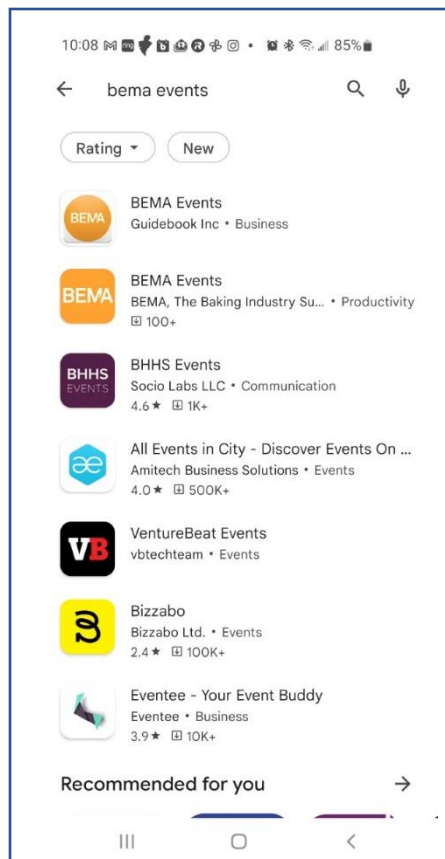 10:08 85%
bema events
Rating New
BEMA
BEMA Events
Guidebook Inc • Business
BEMA
BEMA Events
BEMA, The Baking Industry Su... • Productivity
100+
BHHS
EVENTS
BHHS Events
Socio Labs LLC • Communication
4.6★ 1K+
ae
All Events in City - Discover Events On ...
Amitech Business Solutions • Events
4.0★ 500K+
VB
VentureBeat Events
vbtechteam • Events
Bizzabo
Bizzabo Ltd. • Events
2.4★ 100K+
Eventee - Your Event Buddy
Eventee • Business
3.9★ 10K+
Recommended for you